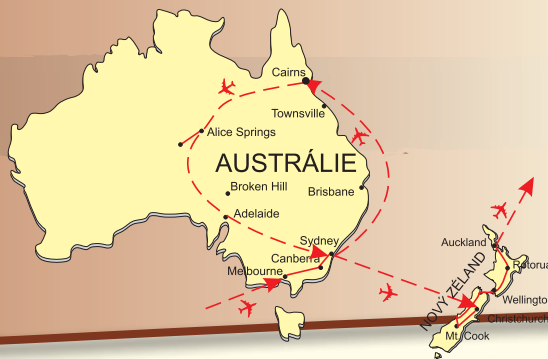 Cairns
Townsville
Alice Springs
AUSTRÁLIE
Broken Hill
Brisbane
Adelaide
Sydney
Canberra
Melbourne
Auckland
NOVÝ ZÉLAND
Rotorua
Wellingto
Christchurch
Mt. Cook